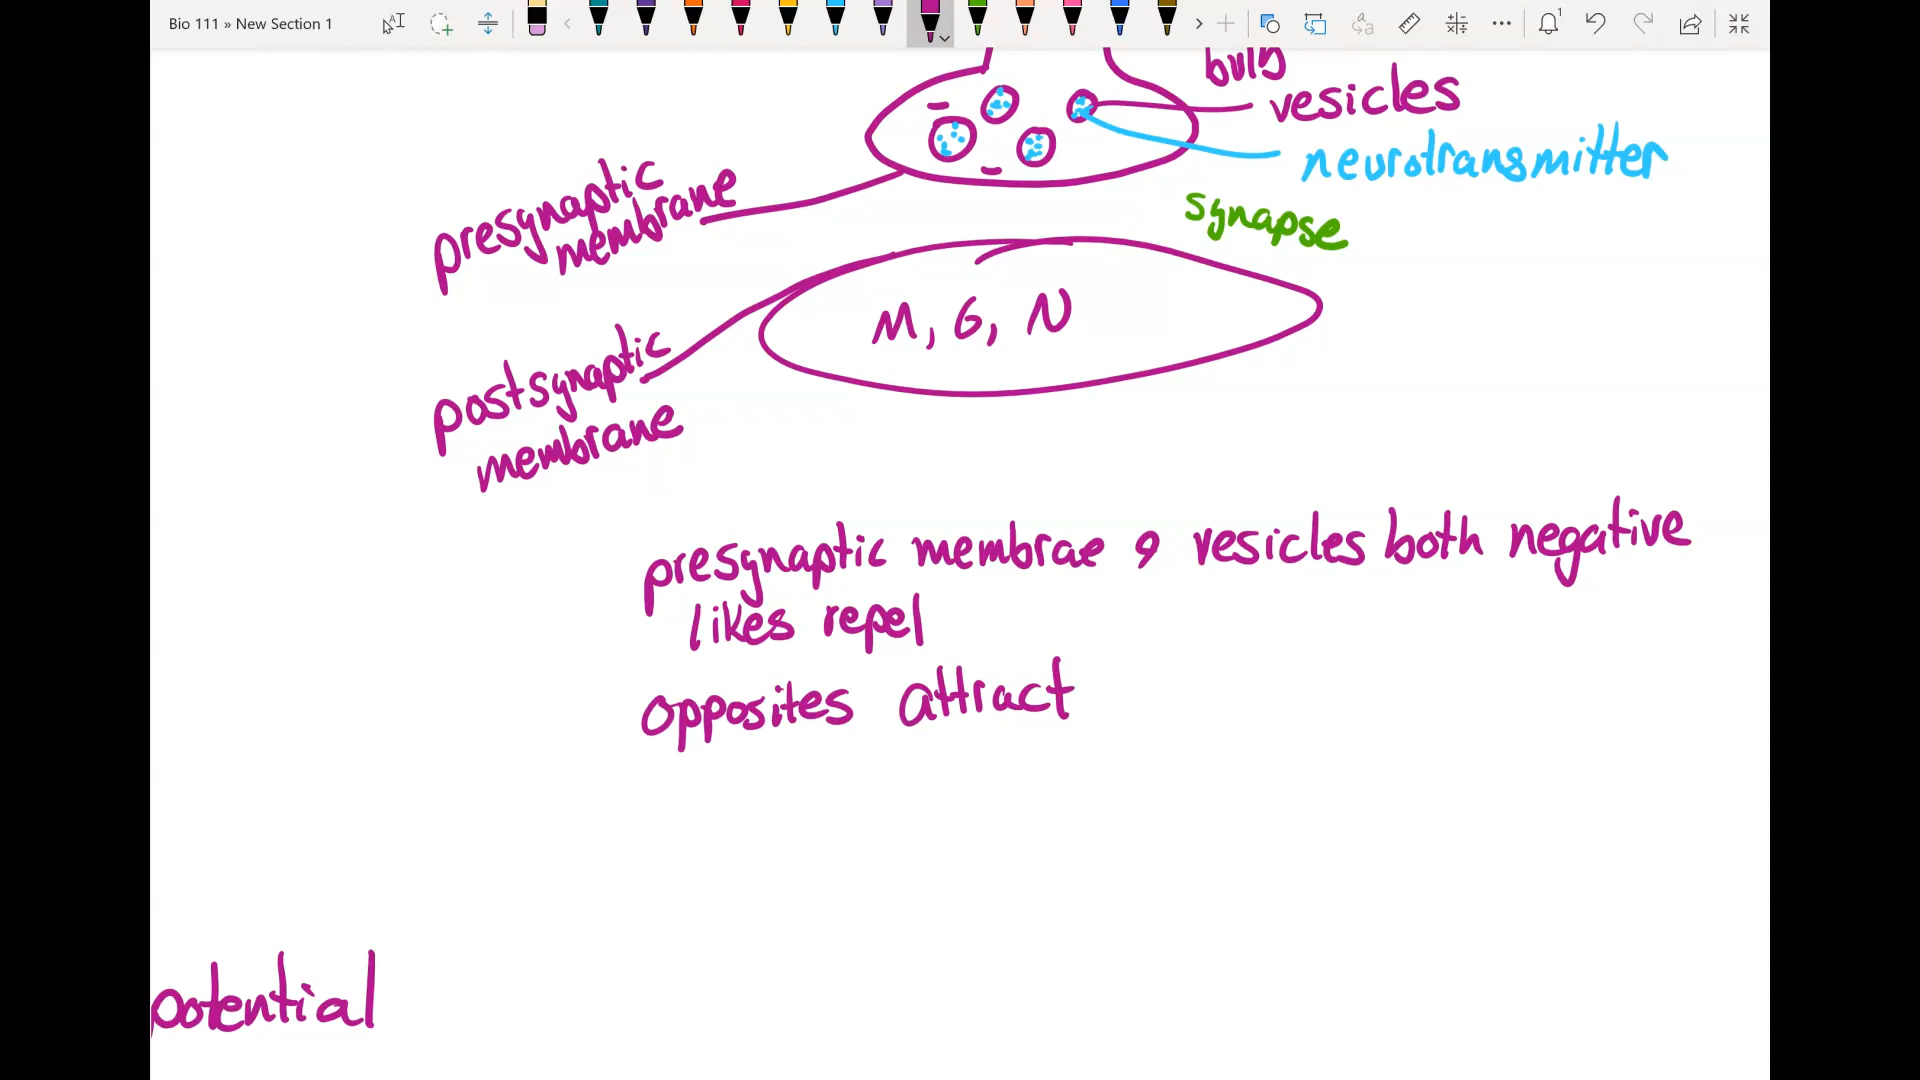 Bio 111 » New Section 1
bulb
vesicles
neurotransmitter
presynaptic
membrane
synapse
M, G, N
postsynaptic
membrane
presynaptic membrae & vesicles both negative
likes repel
opposites attract
potential